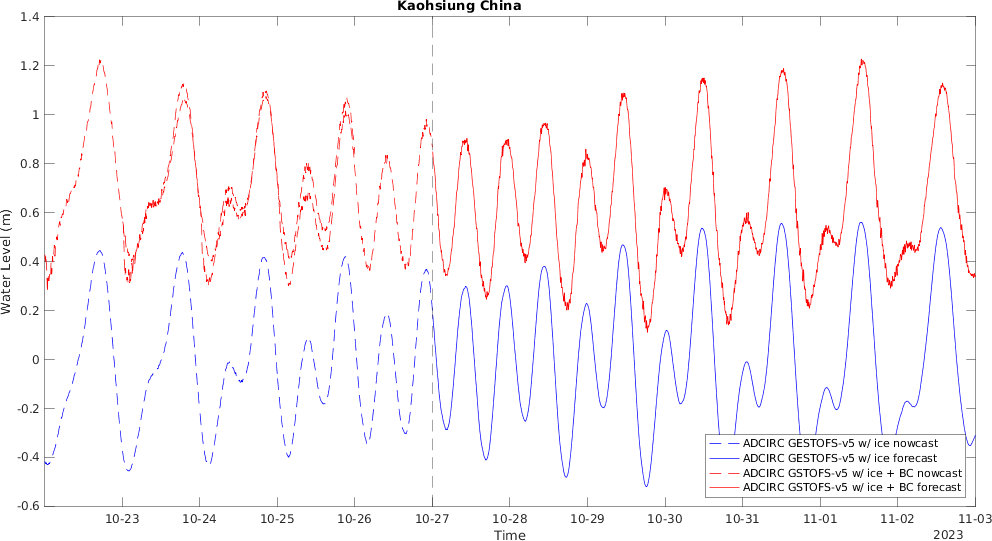 Kaohsiung China
1.4
1.2
1
0.8
0.6
0.4
0.2
0
-0.2
-0.4
-0.6
Water Level (m)
ADCIRC GESTOFS-v5 w/ ice nowcast
ADCIRC GESTOFS-v5 w/ ice forecast
ADCIRC GSTOFS-v5 w/ ice + BC nowcast
ADCIRC GSTOFS-v5 w/ ice + BC forecast
10-23 10-24 10-25 10-26 10-27 10-28 10-29 10-30 10-31 11-01 11-02 11-03
Time
2023